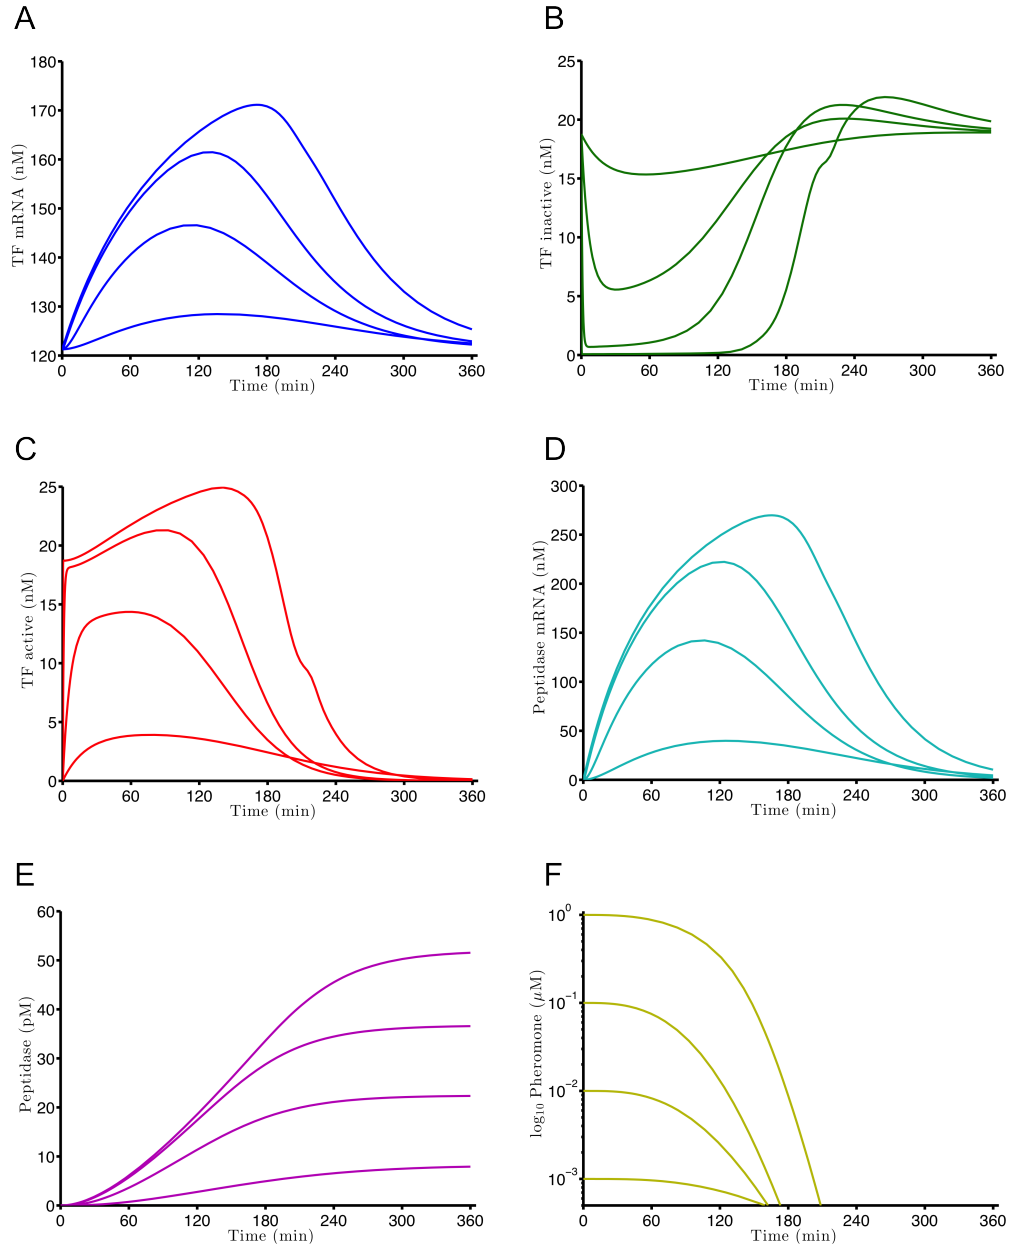 A
TF mRNA (nM)
180
170
160
150
140
130
120
0 60 120 180 240 300 360
Time (min)
B
TF inactive (nM)
25
20
15
10
5
0
0 60 120 180 240 300 360
Time (min)
C
TF active (nM)
25
20
15
10
5
0
0 60 120 180 240 300 360
Time (min)
D
Peptidase mRNA (nM)
300
250
200
150
100
50
0
0 60 120 180 240 300 360
Time (min)
E
Peptidase (pM)
60
50
40
30
20
10
0
0 60 120 180 240 300 360
Time (min)
F
log₁₀ Pheromone (μM)
10⁰
10⁻¹
10⁻²
10⁻³
0 60 120 180 240 300 360
Time (min)